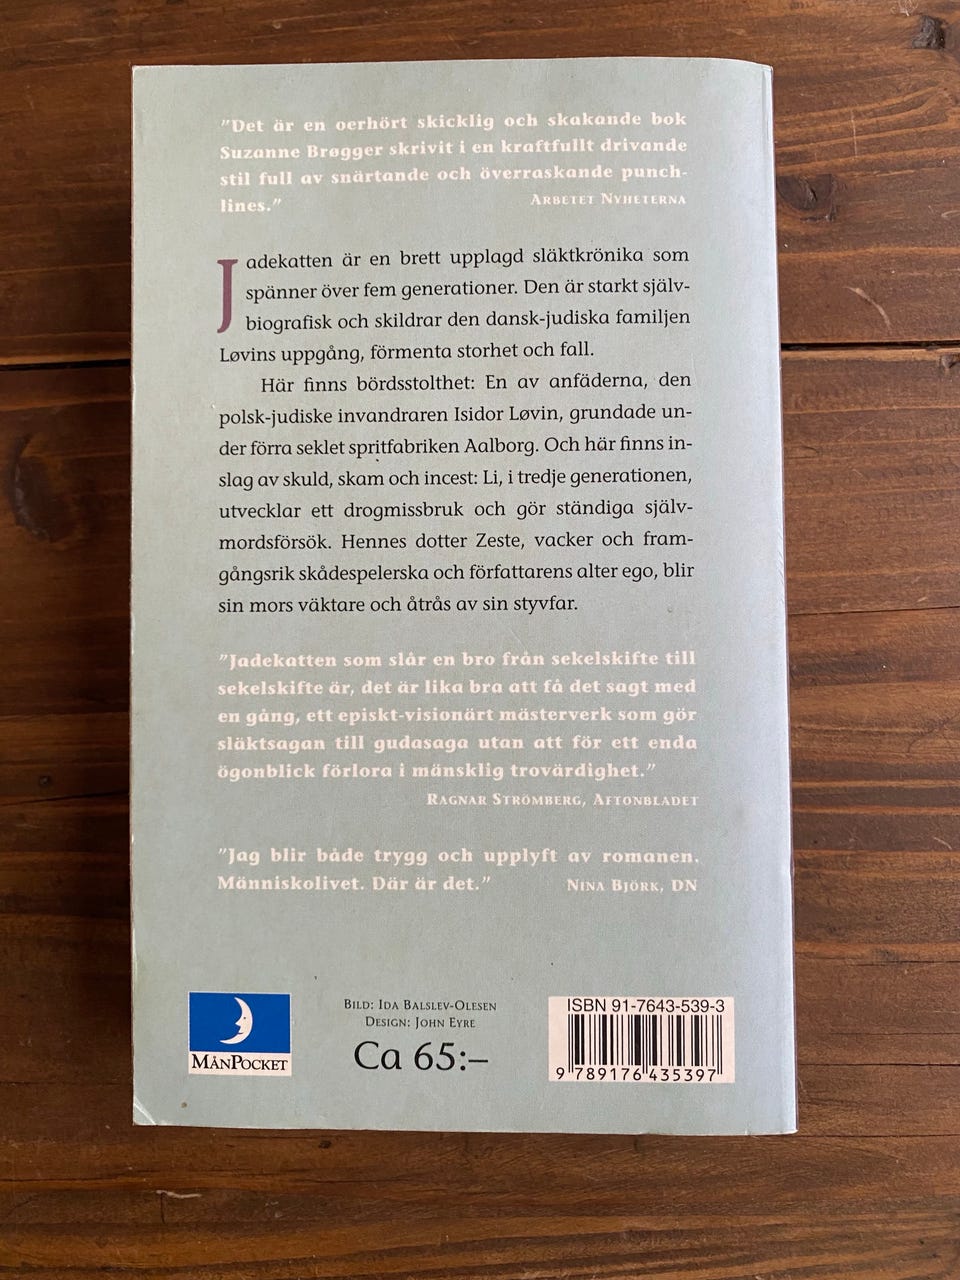 "Det är en oerhört skicklig och skakande bok
Suzanne Brøgger skrivit i en kraftfullt drivande
stil full av snärtande och överraskande punch-
lines."
ARBETET NYHETERNA
Jadekatten är en brett upplagd släktkrönika som
spänner över fem generationer. Den är starkt själv-
biografisk och skildrar den dansk-judiska familjen
Løvins uppgång, förmenta storhet och fall.
Här finns bördsstolthet: En av anfäderna, den
polsk-judiske invandraren Isidor Løvin, grundade un-
der förra seklet spritfabriken Aalborg. Och här finns in-
slag av skuld, skam och incest: Li, i tredje generationen,
utvecklar ett drogmissbruk och gör ständiga själv-
mordsförsök. Hennes dotter Zeste, vacker och fram-
gångsrik skådespelerska och författarens alter ego, blir
sin mors väktare och åtrås av sin styvfar.
"Jadekatten som slår en bro från sekelskifte till
sekelskifte är, det är lika bra att få det sagt med
en gång, ett episkt-visionärt mästerverk som gör
släktsagan till gudasaga utan att för ett enda
ögonblick förlora i mänsklig trovärdighet."
RAGNAR STRÖMBERG, AFTONBLADET
"Jag blir både trygg och upplyft av romanen.
Människolivet. Där är det."
NINA BJÖRK, DN
MÅNPOCKET
BILD: IDA BALSLEV-OLESEN
DESIGN: JOHN EYRE
Ca 65:–
ISBN 91-7643-539-3
9 789176 435397